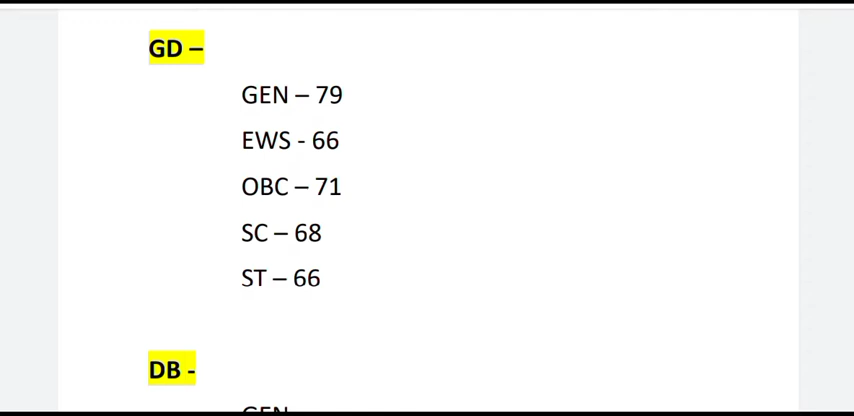 GD –
GEN – 79
EWS - 66
OBC – 71
SC – 68
ST – 66
DB -